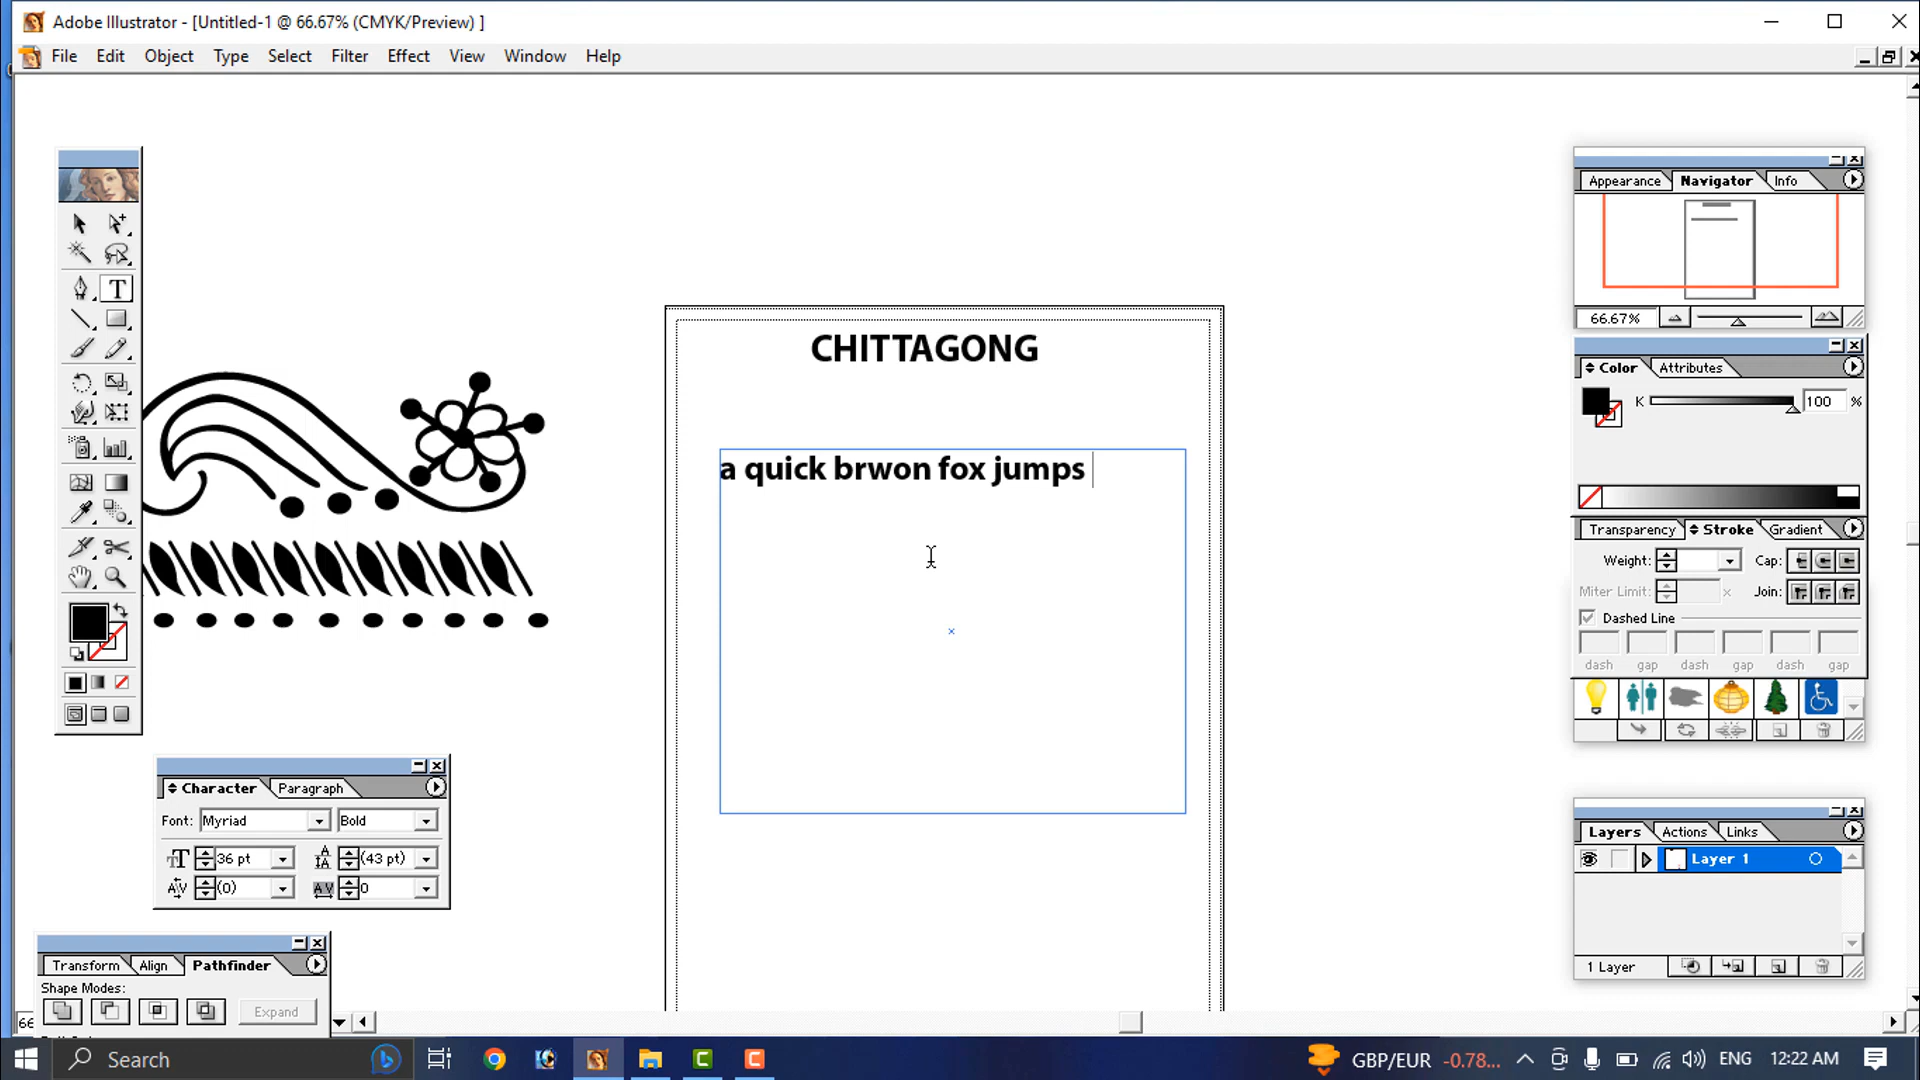 Adobe Illustrator - [Untitled-1 @ 66.67% (CMYK/Preview) ]
File Edit Object Type Select Filter Effect View Window Help
Appearance Navigator Info
66.67%
Color Attributes
K 100 %
Transparency Stroke Gradient
Weight: Cap:
Miter Limit: x Join:
Dashed Line
dash gap dash gap dash gap
Layers Actions Links
Layer 1
1 Layer
T
CHITTAGONG
a quick brwon fox jumps
Character Paragraph
Font: Myriad Bold
36 pt (43 pt)
(0) 0
Transform Align Pathfinder
Shape Modes:
Expand
66
Search
GBP/EUR -0.78...
ENG 12:22 AM